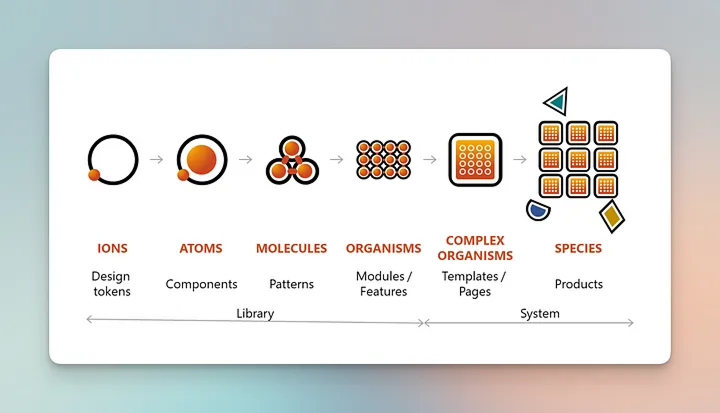 IONS
ATOMS
MOLECULES
ORGANISMS
COMPLEX
ORGANISMS
SPECIES
Design
tokens
Components
Patterns
Modules /
Features
Templates /
Pages
Products
Library
System